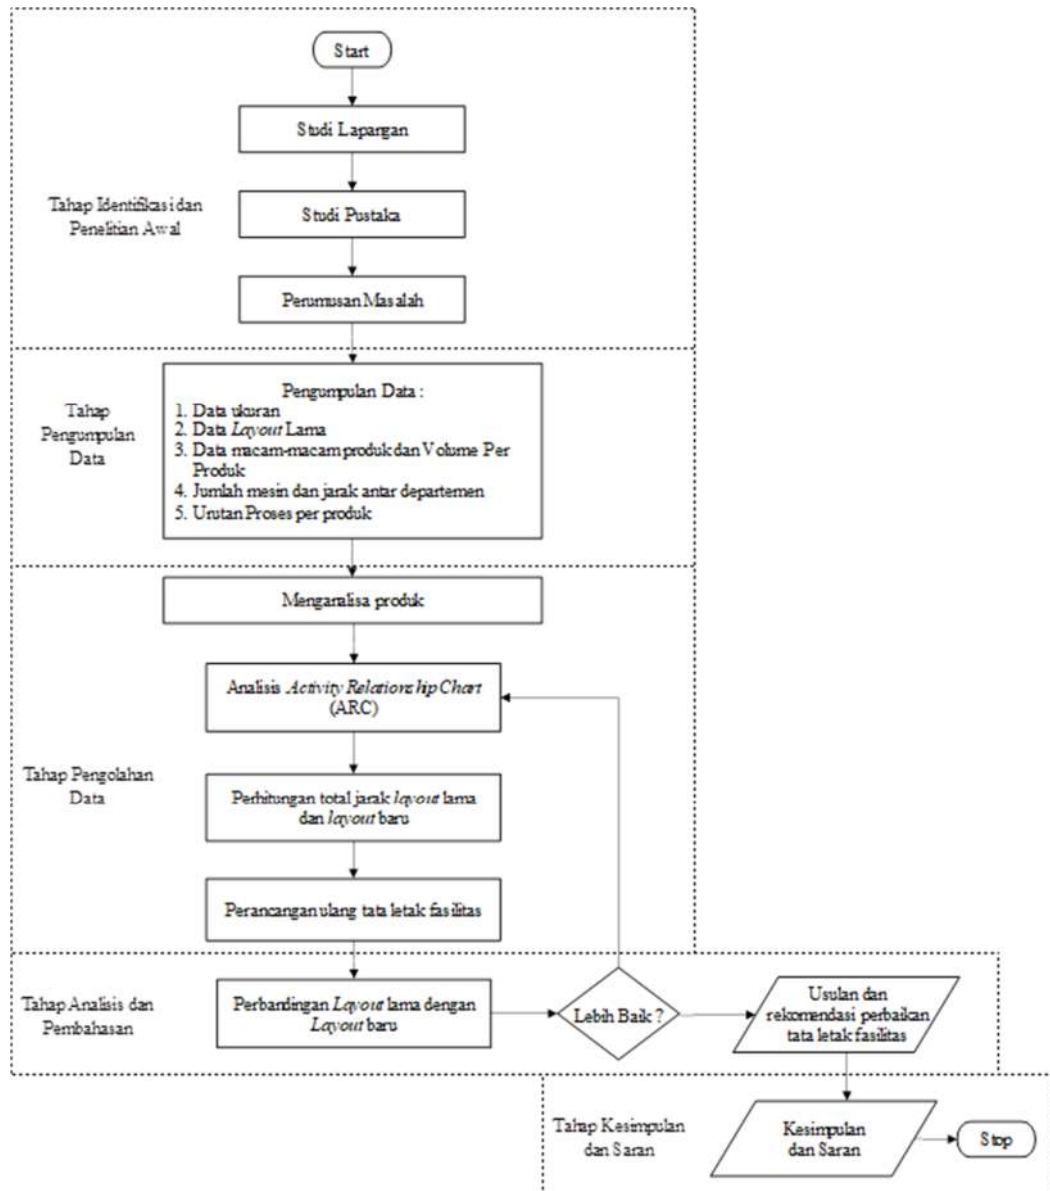 Start
Studi Lapangan
Tahap Identifikasi dan
Penelitian Awal
Studi Pustaka
Perumusan Masalah
Tahap
Pengumpulan
Data
Pengumpulan Data :
1. Data ukuran
2. Data Layout Lama
3. Data macam-macam produk dan Volume Per
Produk
4. Jumlah mesin dan jarak antar departemen
5. Urutan Proses per produk
Menganalisa produk
Analisis Activity Relationship Chart
(ARC)
Tahap Pengolahan
Data
Perhitungan total jarak layout lama
dan layout baru
Perancangan ulang tata letak fasilitas
Tahap Analisis dan
Pembahasan
Perbandingan Layout lama dengan
Layout baru
Lebih Baik ?
Usulan dan
rekomendasi perbaikan
tata letak fasilitas
Tahap Kesimpulan
dan Saran
Kesimpulan
dan Saran
Stop